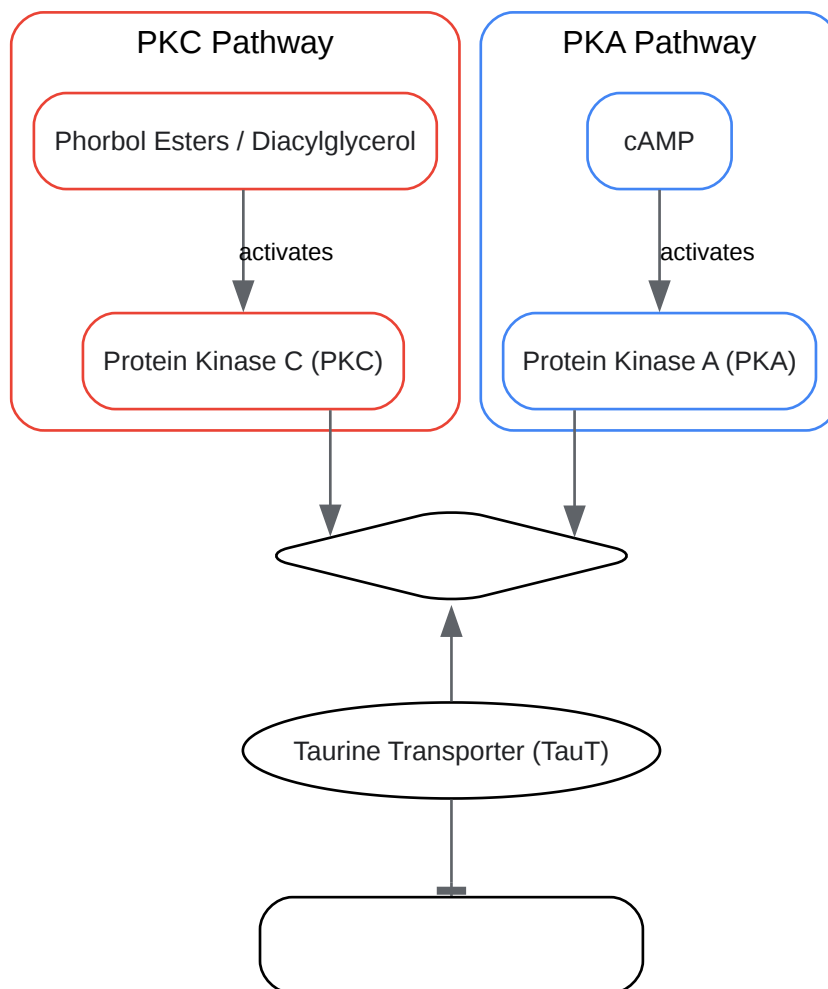 PKC Pathway
Phorbol Esters / Diacylglycerol
activates
Protein Kinase C (PKC)
PKA Pathway
cAMP
activates
Protein Kinase A (PKA)
Taurine Transporter (TauT)